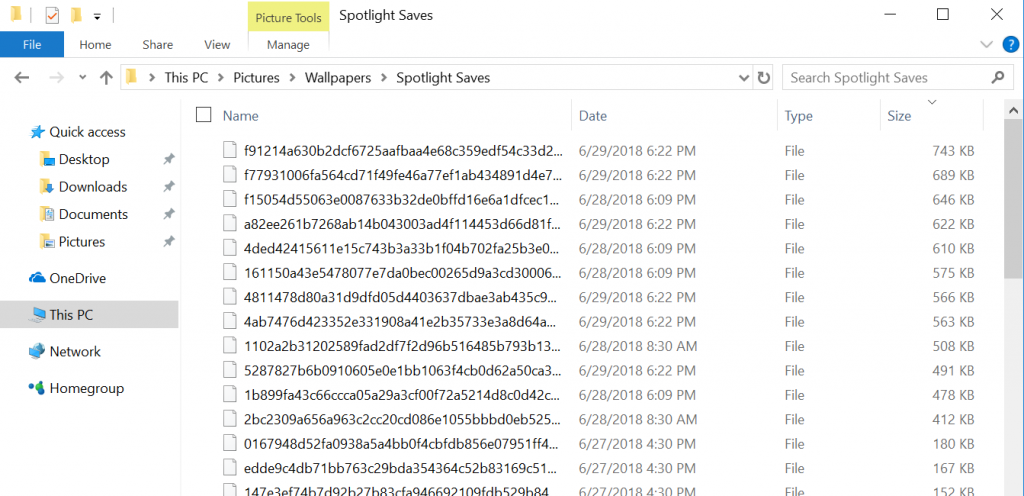 Picture Tools Spotlight Saves
File Home Share View Manage
This PC Pictures Wallpapers Spotlight Saves Search Spotlight Saves
Name Date Type Size
Quick access
Desktop
Downloads
Documents
Pictures
OneDrive
This PC
Network
Homegroup
f91214a630b2dcf6725aafbaa4e68c359edf54c33d2... 6/29/2018 6:22 PM File 743 KB
f77931006fa564cd71f49fe46a77ef1ab434891d4e7... 6/29/2018 6:22 PM File 689 KB
f15054d55063e0087633b32de0bffd16e6a1dfcec1... 6/28/2018 6:09 PM File 646 KB
a82ee261b7268ab14b043003ad4f114453d66d81f... 6/29/2018 6:22 PM File 622 KB
4ded42415611e15c743b3a33b1f04b702fa25b3e0... 6/28/2018 6:09 PM File 610 KB
161150a43e5478077e7da0bec00265d9a3cd30006... 6/28/2018 6:09 PM File 575 KB
4811478d80a31d9dfd05d4403637dbae3ab435c9... 6/29/2018 6:22 PM File 566 KB
4ab7476d423352e331908a41e2b35733e3a8d64a... 6/29/2018 6:22 PM File 563 KB
1102a2b31202589fad2df7f2d96b516485b793b13... 6/28/2018 8:30 AM File 508 KB
5287827b6b0910605e0e1bb1063f4cb0d62a50ca3... 6/29/2018 6:22 PM File 491 KB
1b899fa43c66ccca05a29a3cf00f72a5214d8c0d42c... 6/28/2018 6:09 PM File 478 KB
2bc2309a656a963c2cc20cd086e1055bbbd0eb525... 6/28/2018 8:30 AM File 412 KB
0167948d52fa0938a5a4bb0f4cbfdb856e07951ff4... 6/27/2018 4:30 PM File 180 KB
edde9c4db71bb763c29bda354364c52b83169c51... 6/27/2018 4:30 PM File 167 KB
147e3ef74b7d92b27b83cfa946692109fdb529b84... 6/27/2018 4:30 PM File 152 KB